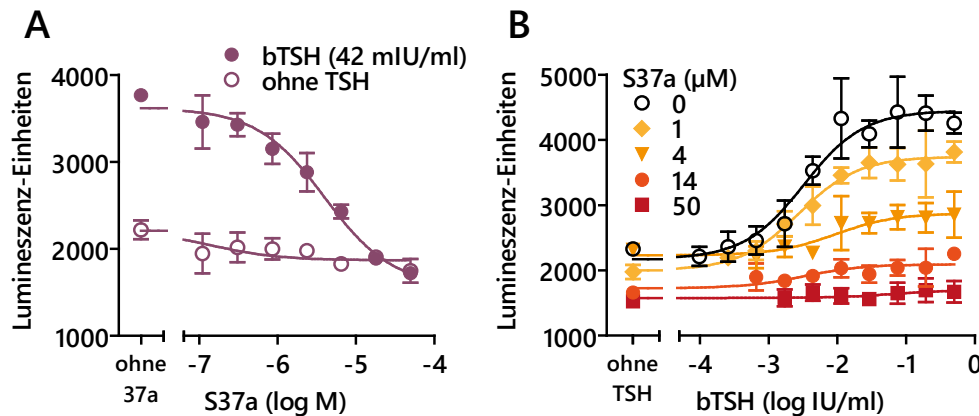 A
bTSH (42 mIU/ml)
ohne TSH
Lumineszenz-Einheiten
4000
3000
2000
1000
ohne
37a
-7
-6
-5
-4
S37a (log M)
B
S37a (µM)
0
1
4
14
50
Lumineszenz-Einheiten
5000
4000
3000
2000
1000
ohne
TSH
-4
-3
-2
-1
0
bTSH (log IU/ml)